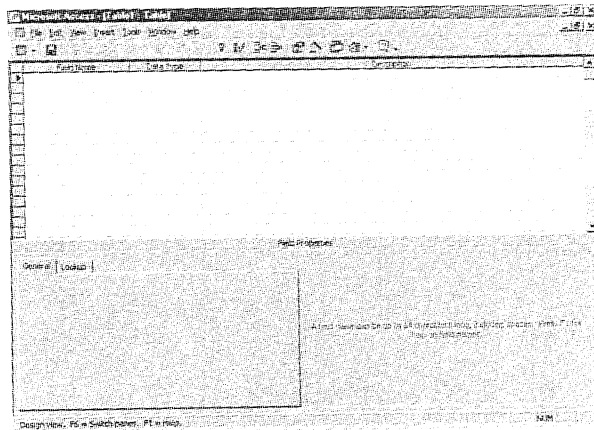 Microsoft Access - [Table1 : Table]
File Edit View Insert Tools Window Help
Field Name Data Type Description
Field Properties
General Lookup
A field name can be up to 64 characters long, including spaces. Press F1 for
help on field names.
Design view. F6 = Switch panes. F1 = Help. NUM